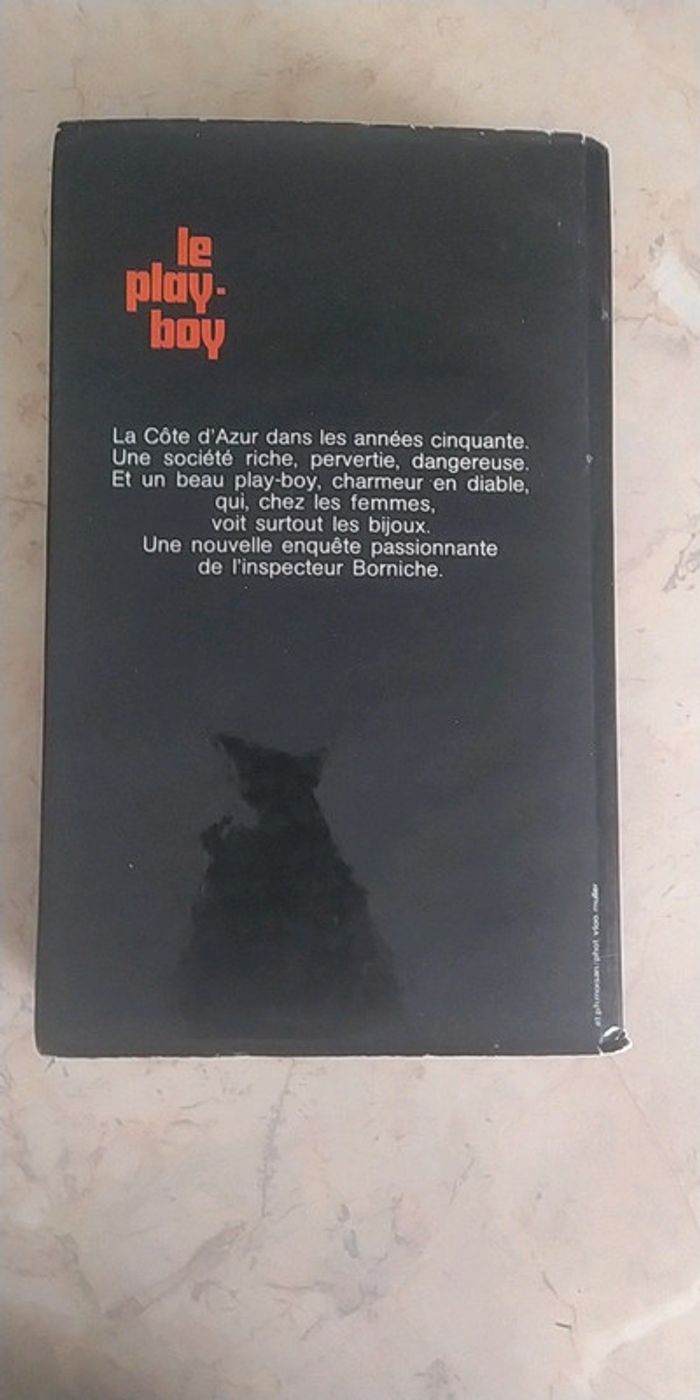 le
play-
boy
La Côte d'Azur dans les années cinquante.
Une société riche, pervertie, dangereuse.
Et un beau play-boy, charmeur en diable,
qui, chez les femmes,
voit surtout les bijoux.
Une nouvelle enquête passionnante
de l'inspecteur Borniche.
muller